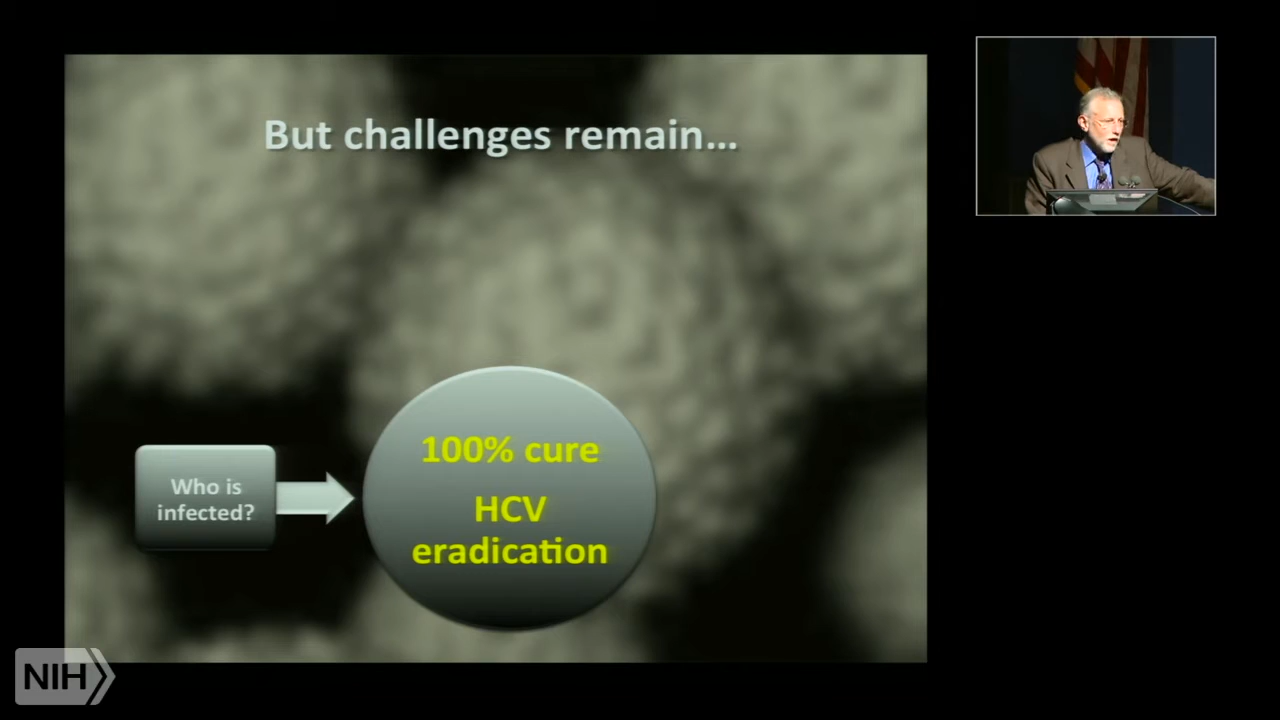 But challenges remain...
Who is
infected?
100% cure
HCV
eradication
NIH